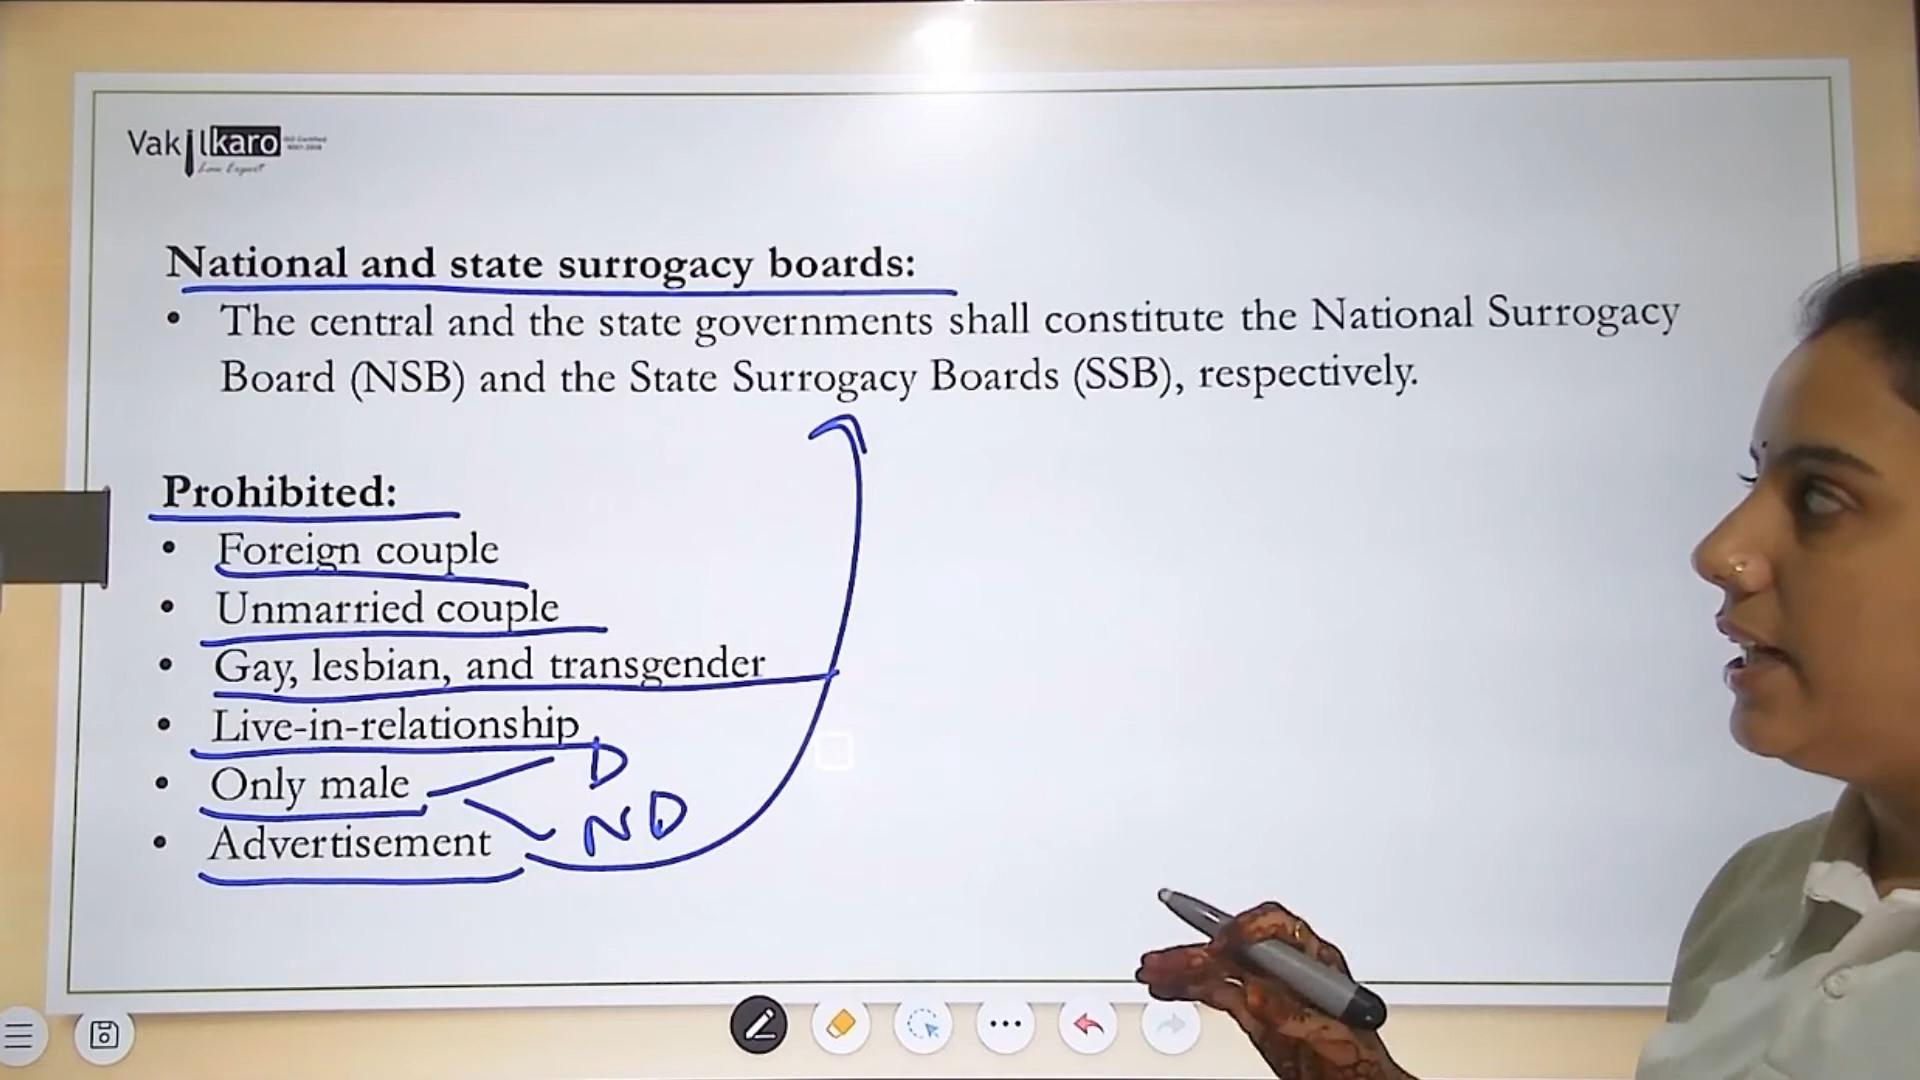 Vakilkaro
Law Expert
National and state surrogacy boards:
• The central and the state governments shall constitute the National Surrogacy
Board (NSB) and the State Surrogacy Boards (SSB), respectively.
Prohibited:
• Foreign couple
• Unmarried couple
• Gay, lesbian, and transgender
• Live-in-relationship
D
• Only male
ND
• Advertisement